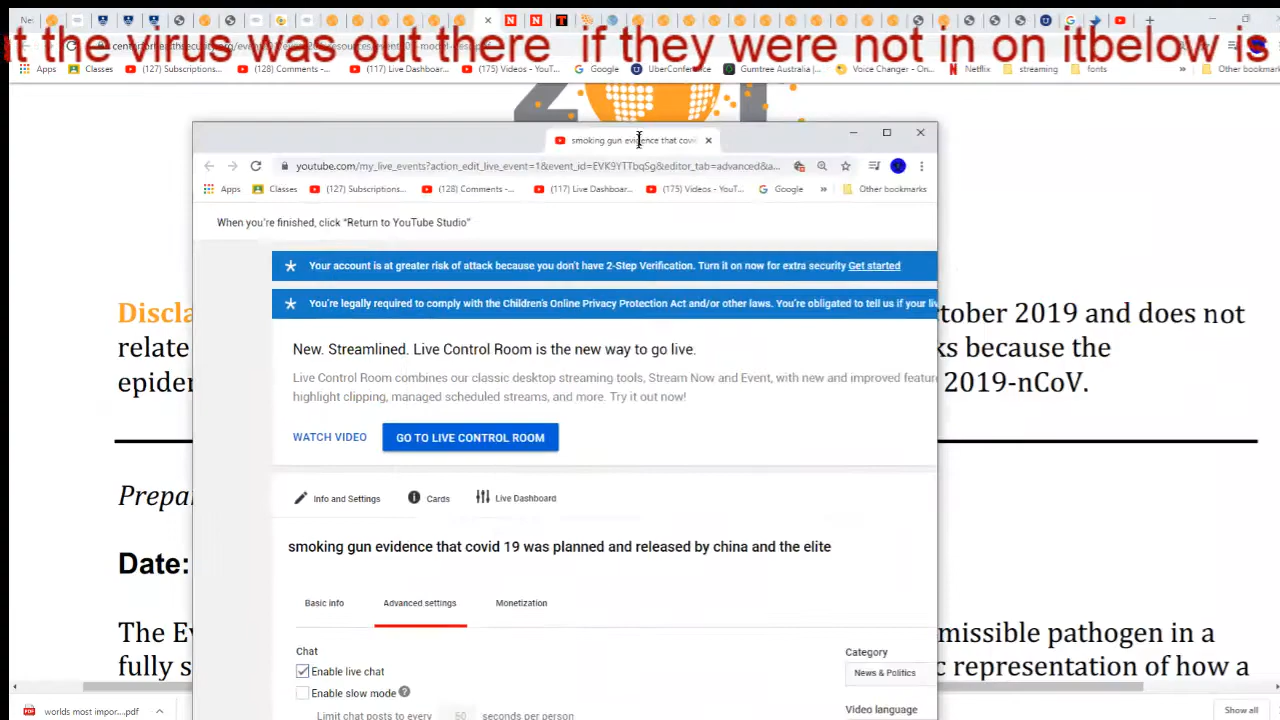 t the virus was out there if they were not in on itbelow is
Apps Classes (127) Subscriptions... (128) Comments -... (117) Live Dashboar... (175) Videos - YouT... Google UberConference Gumtree Australia |... Voice Changer - On... Netflix streaming fonts » Other bookmarks
201
smoking gun evidence that covi
youtube.com/my_live_events?action_edit_live_event=1&event_id=EVK9YTTbqSg&editor_tab=advanced&a...
Apps Classes (127) Subscriptions... (128) Comments -... (117) Live Dashboar... (175) Videos - YouT... Google » Other bookmarks
When you're finished, click "Return to YouTube Studio"
Your account is at greater risk of attack because you don't have 2-Step Verification. Turn it on now for extra security Get started
You're legally required to comply with the Children's Online Privacy Protection Act and/or other laws. You're obligated to tell us if your liv
New. Streamlined. Live Control Room is the new way to go live.
Live Control Room combines our classic desktop streaming tools, Stream Now and Event, with new and improved featur
highlight clipping, managed scheduled streams, and more. Try it out now!
WATCH VIDEO GO TO LIVE CONTROL ROOM
Info and Settings Cards Live Dashboard
smoking gun evidence that covid 19 was planned and released by china and the elite
Basic info Advanced settings Monetization
Chat
Enable live chat
Enable slow mode
Limit chat posts to every 50 seconds per person
Category
News & Politics
Video language
Discla
tober 2019 and does not
relate
ks because the
epider
2019-nCoV.
Prepar
Date:
The Ev
missible pathogen in a
fully s
c representation of how a
worlds most impor....pdf
Show all